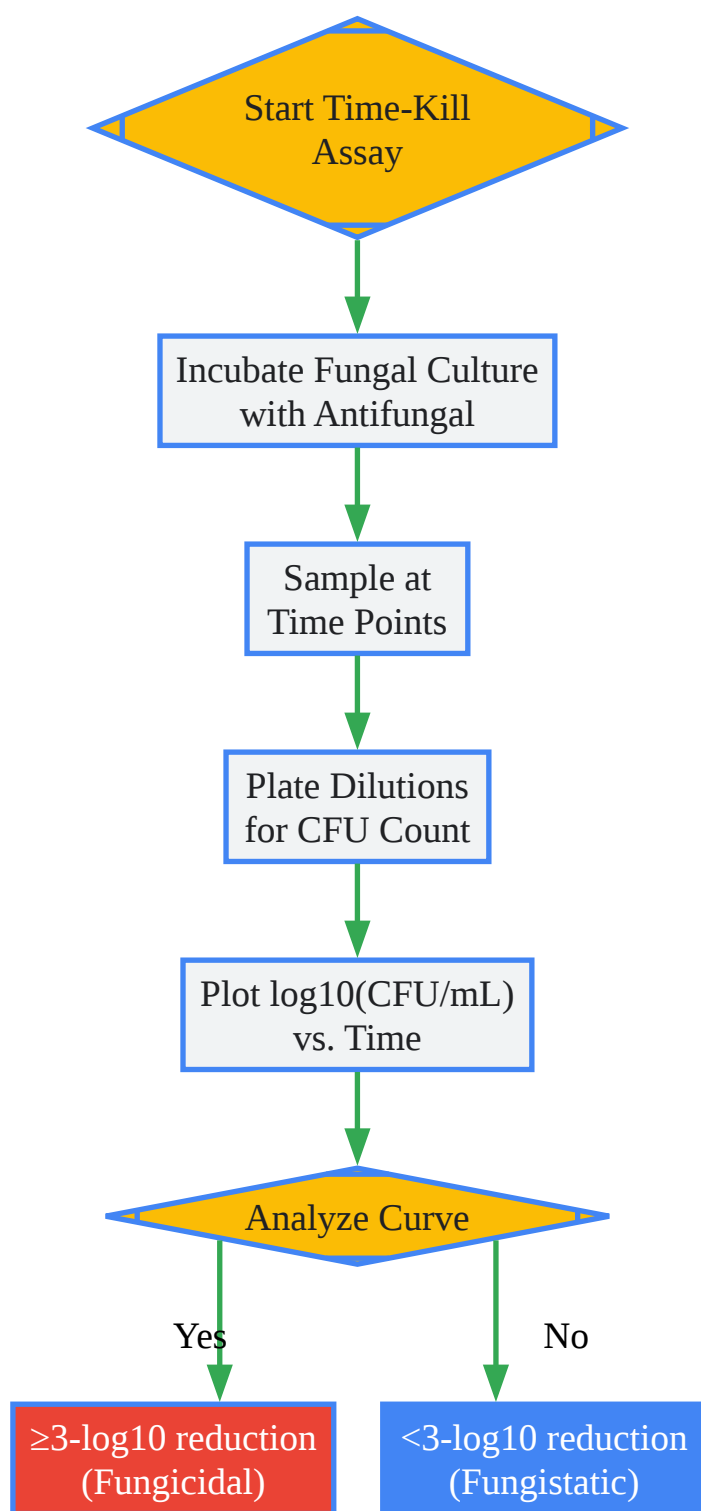 Start Time-Kill
Assay
Incubate Fungal Culture
with Antifungal
Sample at
Time Points
Plate Dilutions
for CFU Count
Plot log10(CFU/mL)
vs. Time
Analyze Curve
Yes
No
≥3-log10 reduction
(Fungicidal)
<3-log10 reduction
(Fungistatic)